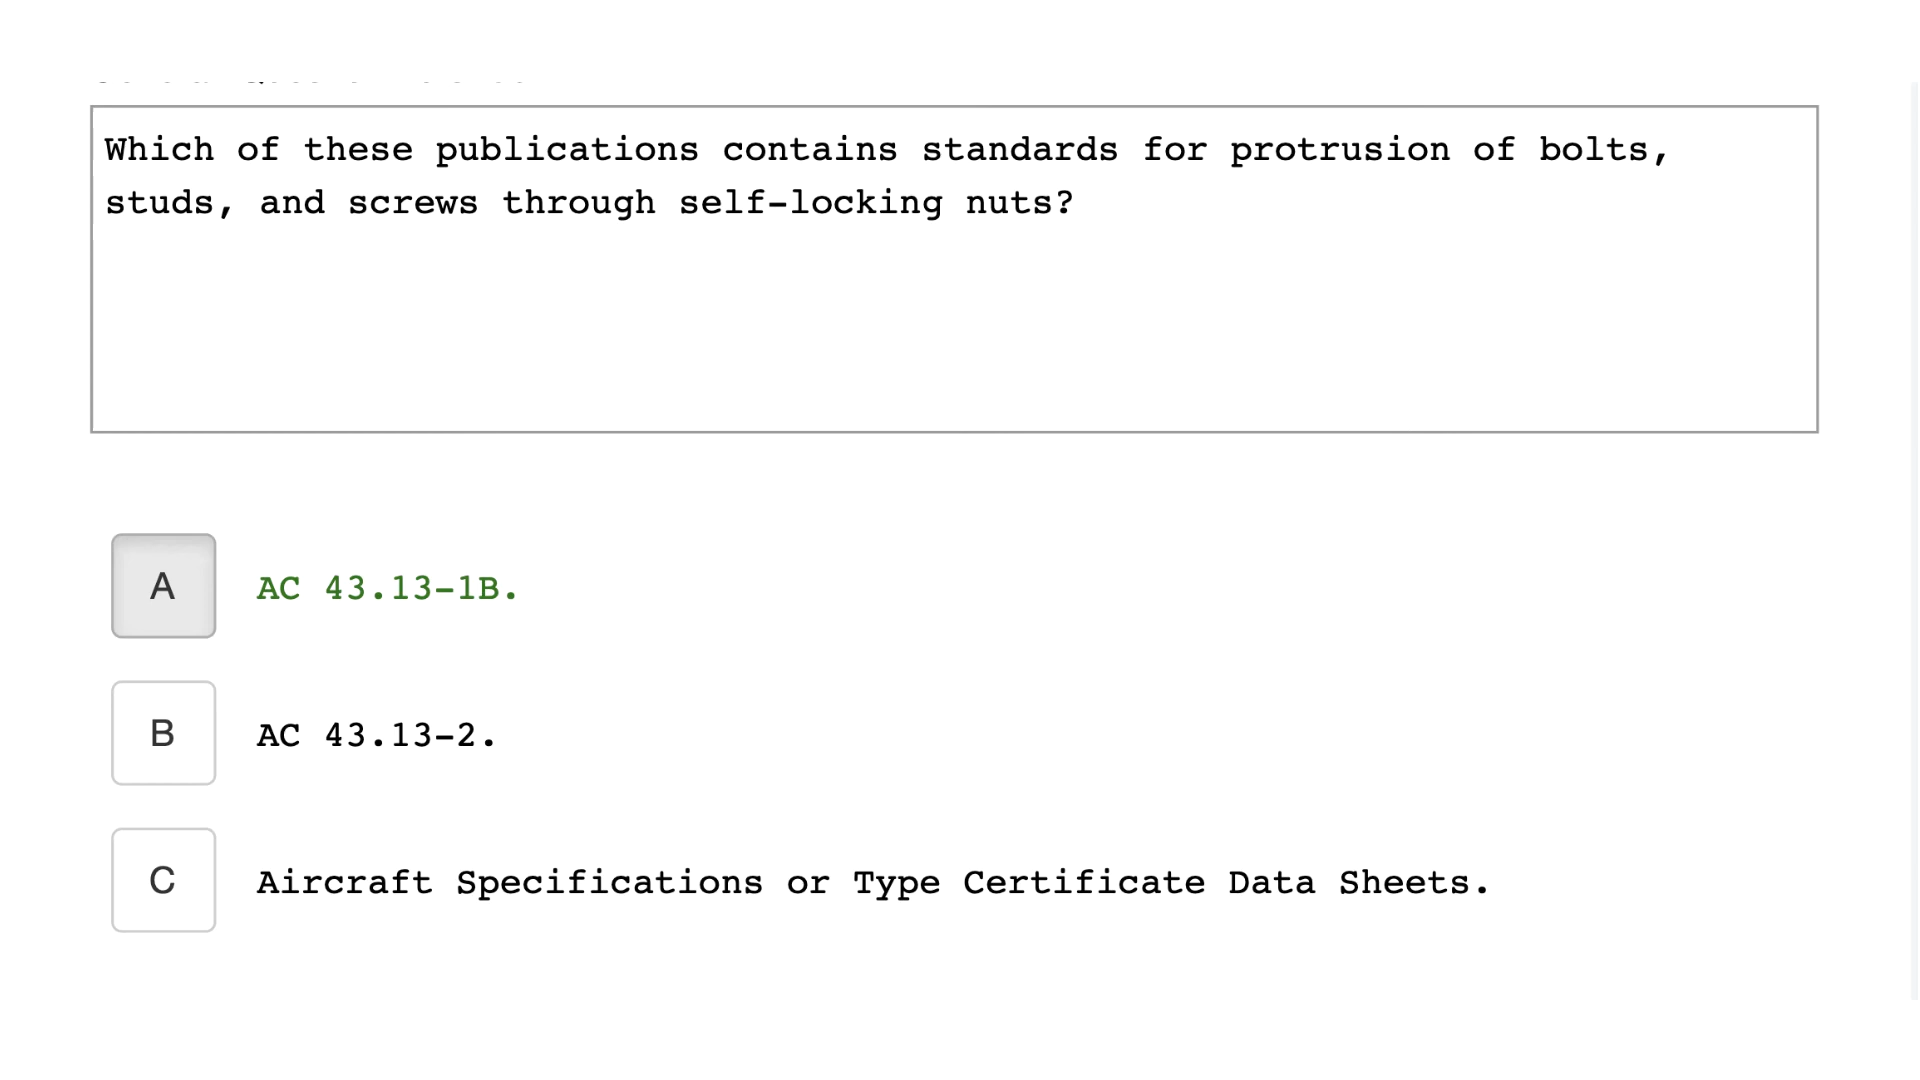 Which of these publications contains standards for protrusion of bolts,
studs, and screws through self-locking nuts?
A AC 43.13-1B.
B AC 43.13-2.
C Aircraft Specifications or Type Certificate Data Sheets.